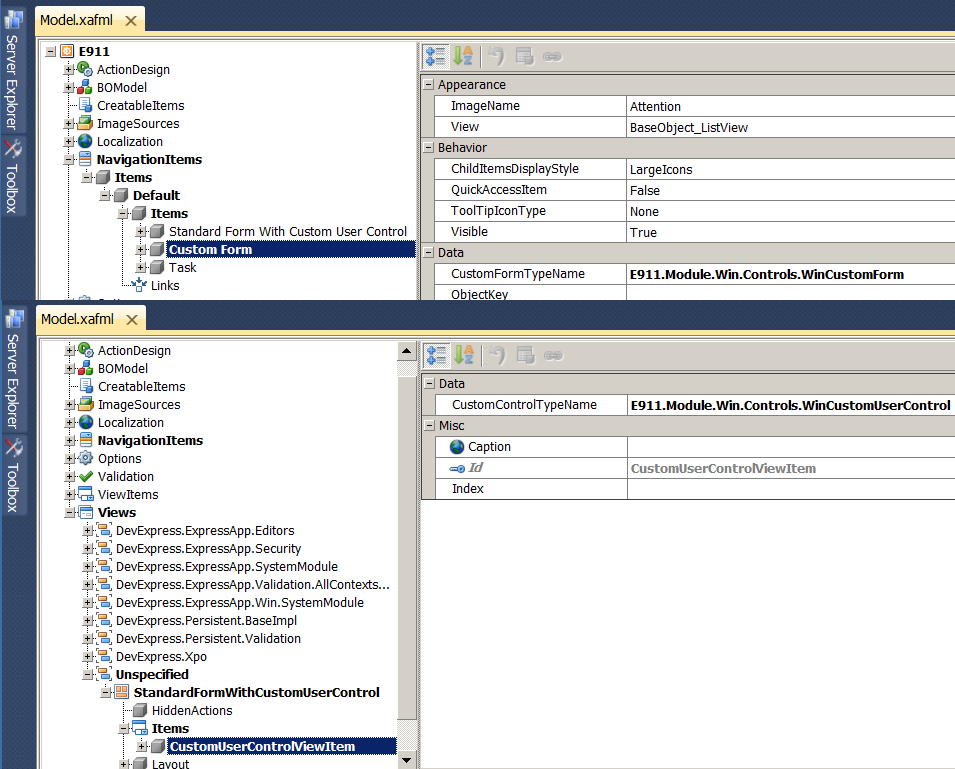 Model.xafml
Server Explorer
Toolbox
E911
ActionDesign
BOModel
CreatableItems
ImageSources
Localization
NavigationItems
Items
Default
Items
Standard Form With Custom User Control
Custom Form
Task
Links
Appearance
ImageName Attention
View BaseObject_ListView
Behavior
ChildItemsDisplayStyle LargeIcons
QuickAccessItem False
ToolTipIconType None
Visible True
Data
CustomFormTypeName E911.Module.Win.Controls.WinCustomForm
ObjectKey
Model.xafml
Server Explorer
Toolbox
ActionDesign
BOModel
CreatableItems
ImageSources
Localization
NavigationItems
Options
Validation
ViewItems
Views
DevExpress.ExpressApp.Editors
DevExpress.ExpressApp.Security
DevExpress.ExpressApp.SystemModule
DevExpress.ExpressApp.Validation.AllContexts...
DevExpress.ExpressApp.Win.SystemModule
DevExpress.Persistent.BaseImpl
DevExpress.Persistent.Validation
DevExpress.Xpo
Unspecified
StandardFormWithCustomUserControl
HiddenActions
Items
CustomUserControlViewItem
Layout
Data
CustomControlTypeName E911.Module.Win.Controls.WinCustomUserControl
Misc
Caption
Id CustomUserControlViewItem
Index